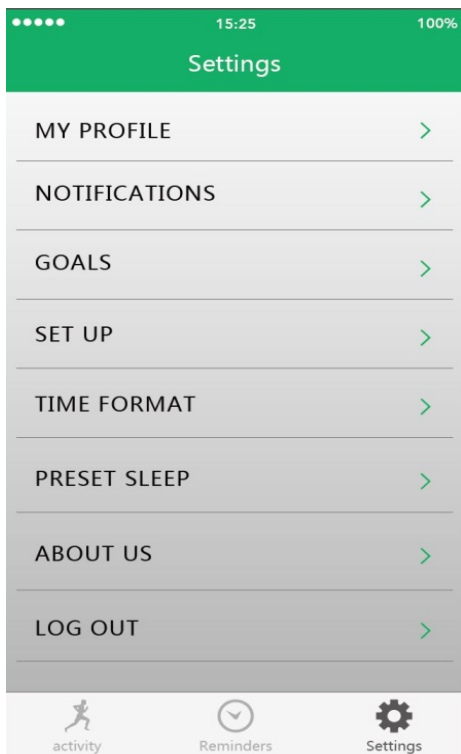 15:25 100%
Settings
MY PROFILE
NOTIFICATIONS
GOALS
SET UP
TIME FORMAT
PRESET SLEEP
ABOUT US
LOG OUT
activity Reminders Settings